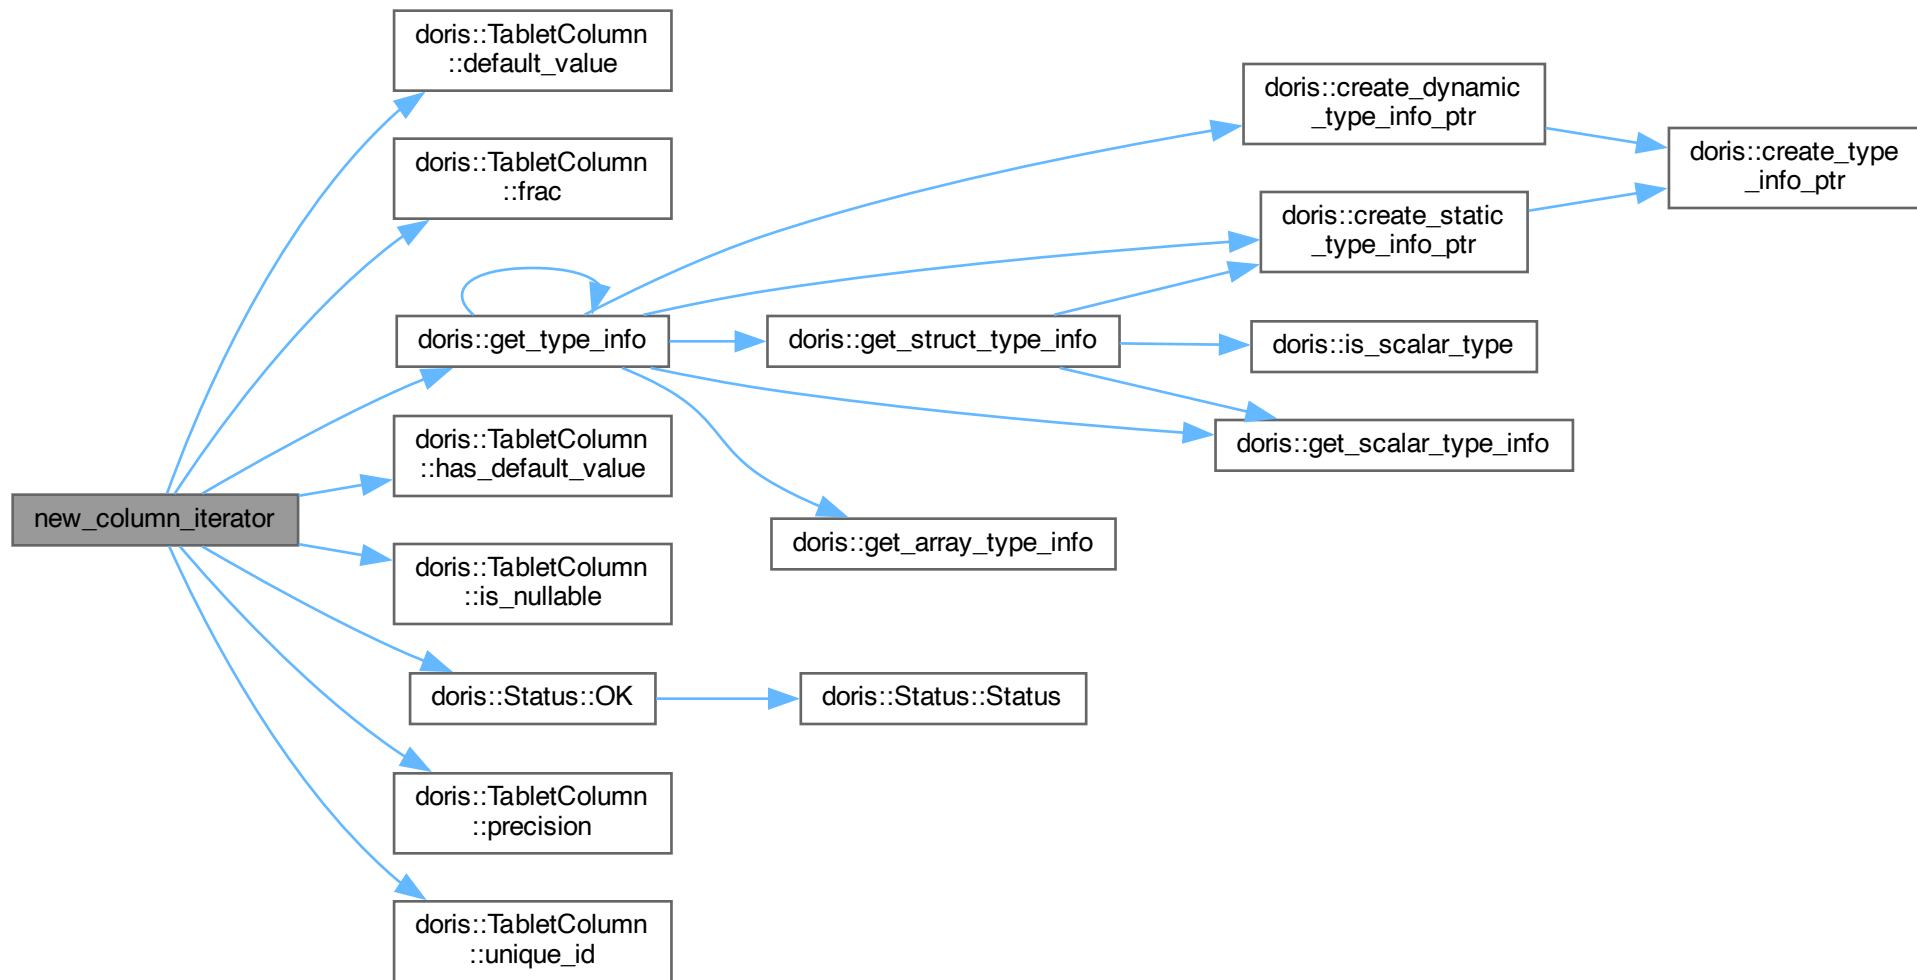 new_column_iterator
doris::TabletColumn
::default_value
doris::TabletColumn
::frac
doris::get_type_info
doris::TabletColumn
::has_default_value
doris::TabletColumn
::is_nullable
doris::Status::OK
doris::TabletColumn
::precision
doris::TabletColumn
::unique_id
doris::get_struct_type_info
doris::get_array_type_info
doris::Status::Status
doris::create_dynamic
_type_info_ptr
doris::create_static
_type_info_ptr
doris::is_scalar_type
doris::get_scalar_type_info
doris::create_type
_info_ptr